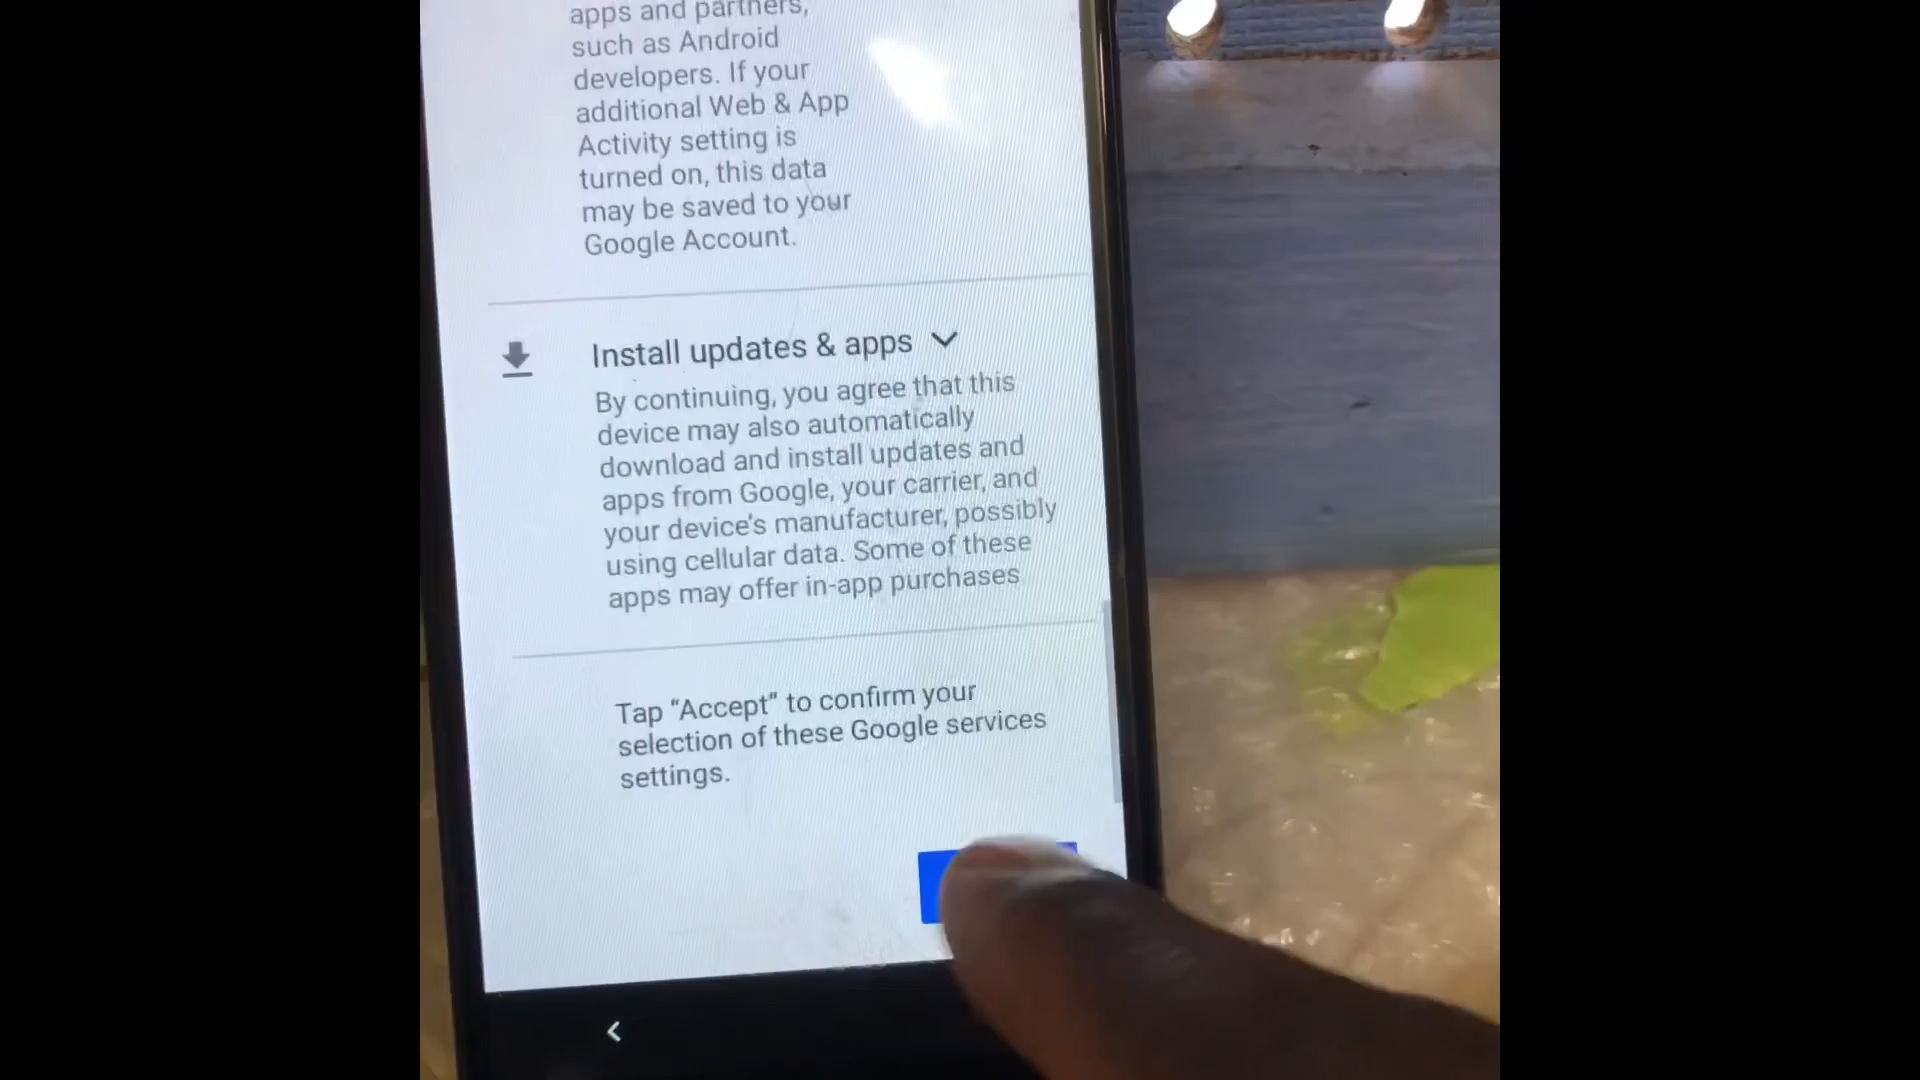 apps and partners,
such as Android
developers. If your
additional Web & App
Activity setting is
turned on, this data
may be saved to your
Google Account.
Install updates & apps
By continuing, you agree that this
device may also automatically
download and install updates and
apps from Google, your carrier, and
your device's manufacturer, possibly
using cellular data. Some of these
apps may offer in-app purchases.
Tap “Accept” to confirm your
selection of these Google services
settings.